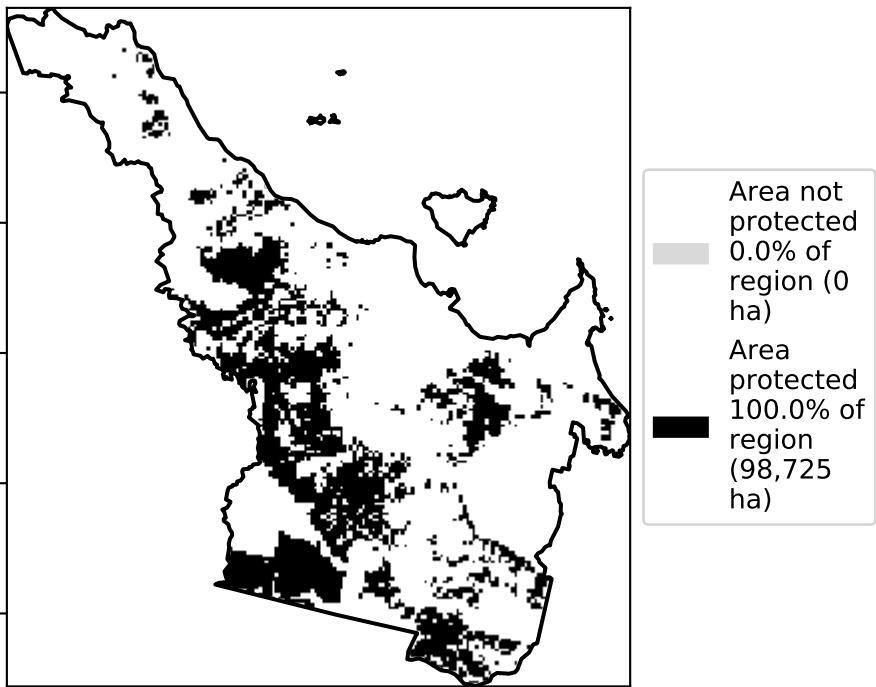 Area not
protected
0.0% of
region (0
ha)
Area
protected
100.0% of
region
(98,725
ha)